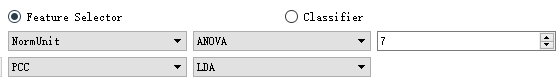 Feature Selector Classifier
NormUnit ANOVA 7
PCC LDA